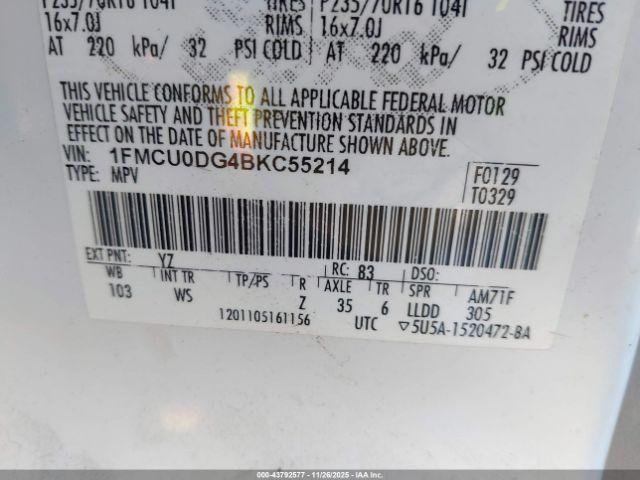 P235/70R16 104T TIRES P235/70R16 104T TIRES
16x7.0J RIMS 16x7.0J RIMS
AT 220 kPa/ 32 PSI COLD AT 220 kPa/ 32 PSI COLD
THIS VEHICLE CONFORMS TO ALL APPLICABLE FEDERAL MOTOR
VEHICLE SAFETY AND THEFT PREVENTION STANDARDS IN
EFFECT ON THE DATE OF MANUFACTURE SHOWN ABOVE.
VIN: 1FMCU0DG4BKC55214
TYPE: MPV
F0129
T0329
EXT PNT: YZ RC: 83 DSO:
WB INT TR TP/PS R AXLE TR SPR AM71F
103 WS Z 35 6 LLDD 305
1201105161156 UTC ▽5U5A-1520472-BA
000-43792577 — 11/26/2025 - IAA Auctions